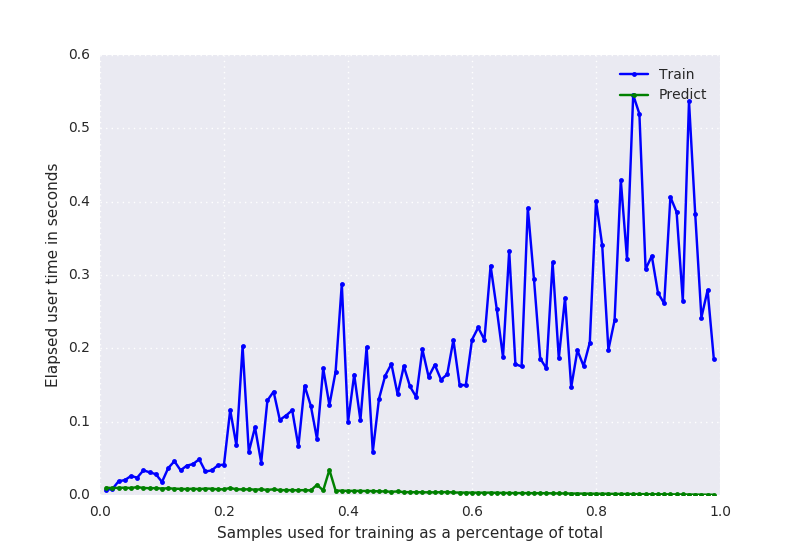 0.6
0.5
0.4
0.3
0.2
0.1
0.0
0.0 0.2 0.4 0.6 0.8 1.0
Elapsed user time in seconds
Samples used for training as a percentage of total
Train
Predict